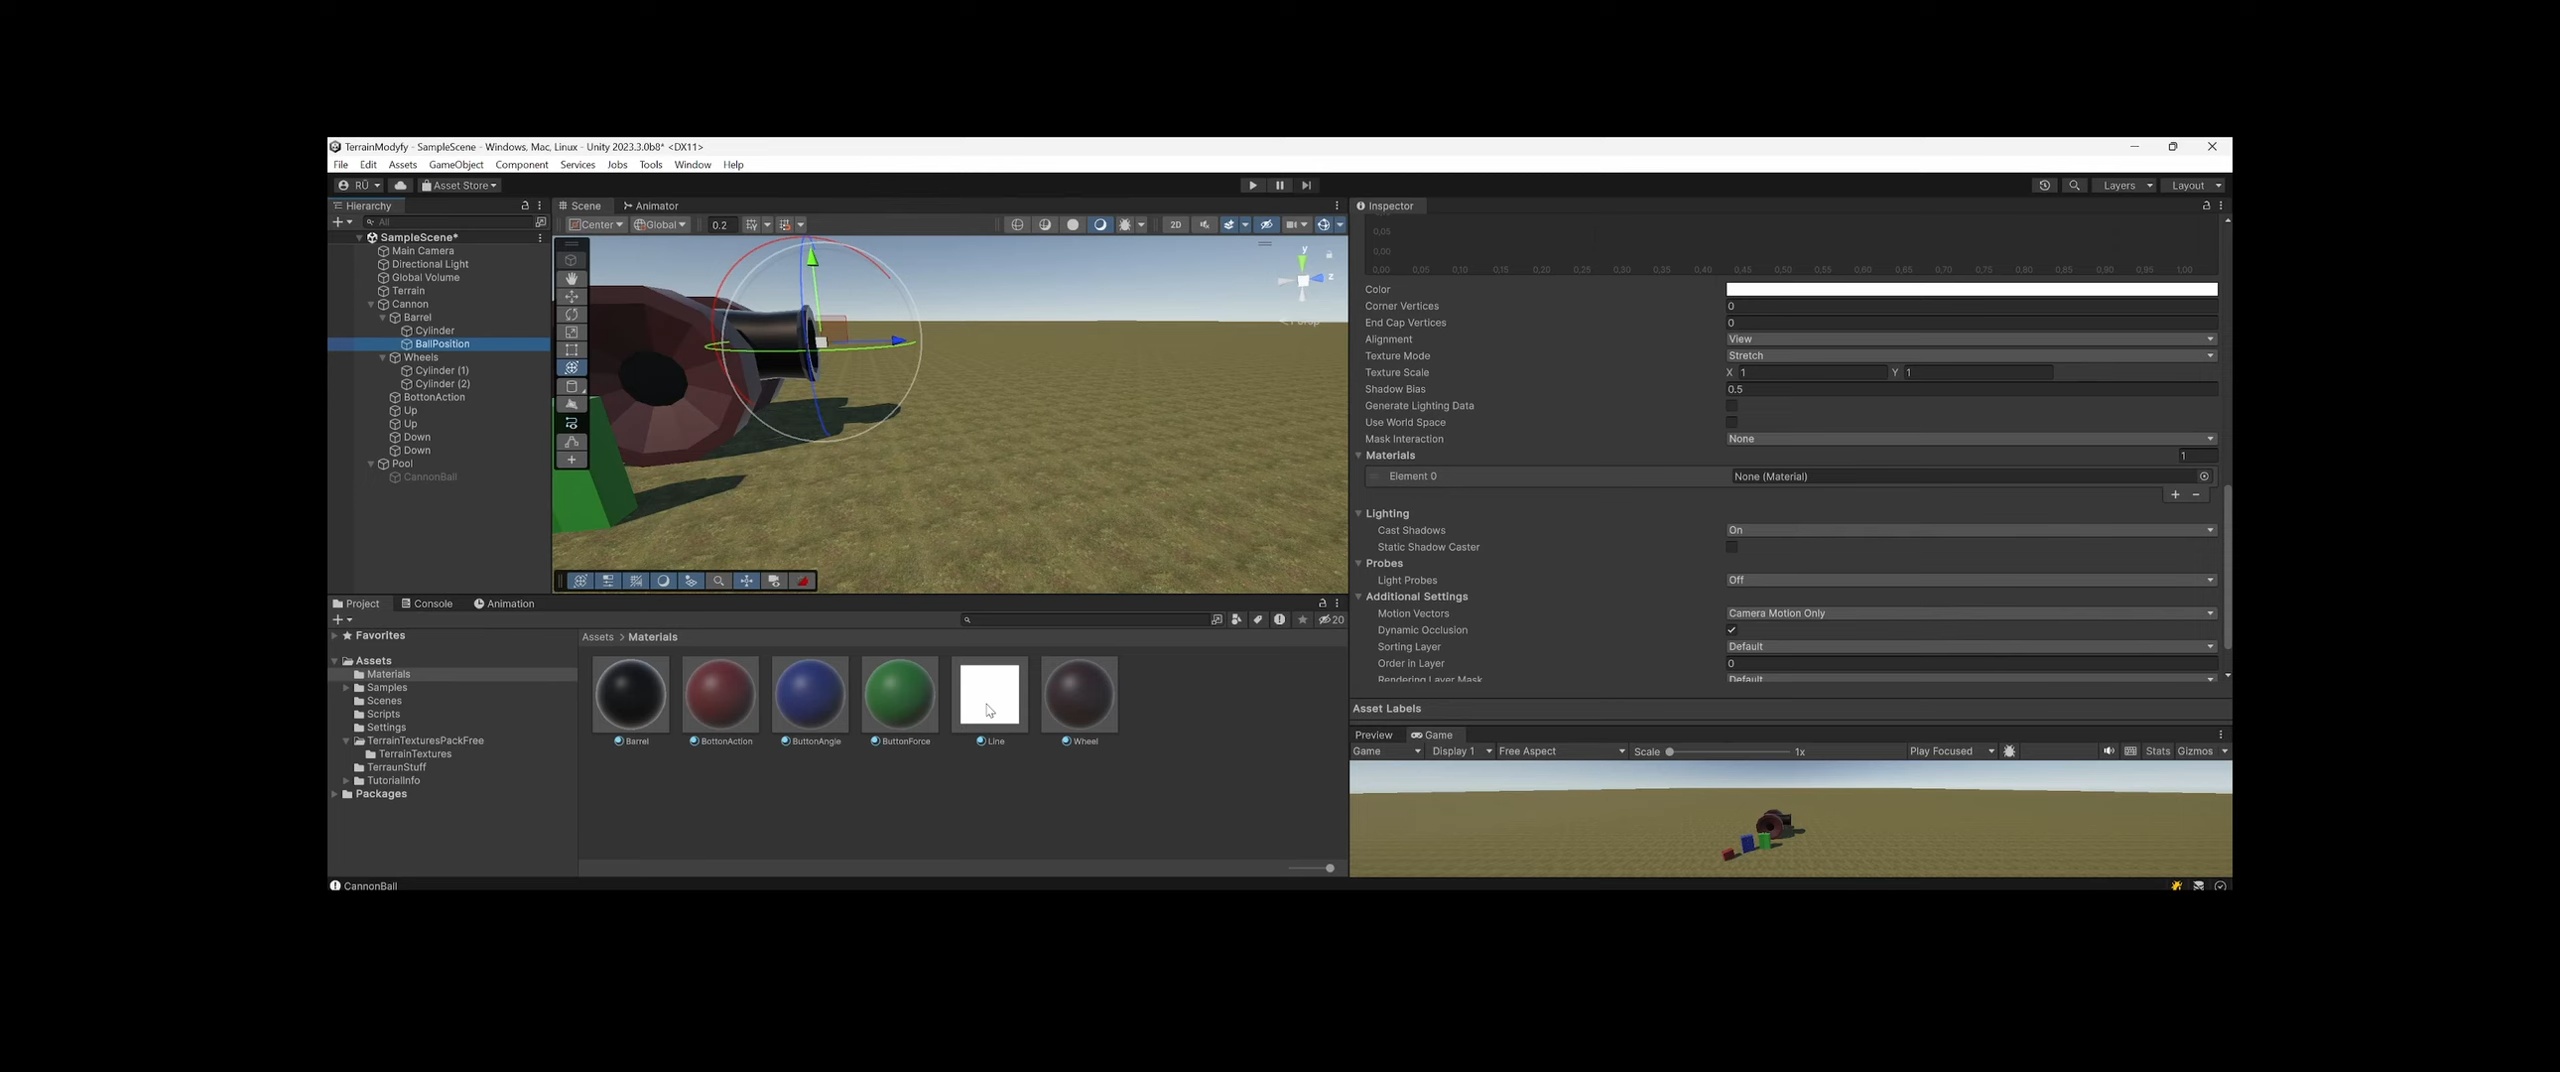 TerrainModyfy - SampleScene - Windows, Mac, Linux - Unity 2023.3.0b8* <DX11>
File Edit Assets GameObject Component Services Jobs Tools Window Help
RÜ Asset Store Layers Layout
Hierarchy
All
SampleScene*
Main Camera
Directional Light
Global Volume
Terrain
Cannon
Barrel
Cylinder
BallPosition
Wheels
Cylinder (1)
Cylinder (2)
BottonAction
Up
Up
Down
Down
Pool
CannonBall
Scene Animator
Center Global 0.2 2D
y
z
Persp
Inspector
0,05
0,00
0,00 0,05 0,10 0,15 0,20 0,25 0,30 0,35 0,40 0,45 0,50 0,55 0,60 0,65 0,70 0,75 0,80 0,85 0,90 0,95 1,00
Color
Corner Vertices 0
End Cap Vertices 0
Alignment View
Texture Mode Stretch
Texture Scale X 1 Y 1
Shadow Bias 0.5
Generate Lighting Data
Use World Space
Mask Interaction None
Materials 1
Element 0 None (Material)
Lighting
Cast Shadows On
Static Shadow Caster
Probes
Light Probes Off
Additional Settings
Motion Vectors Camera Motion Only
Dynamic Occlusion
Sorting Layer Default
Order in Layer 0
Rendering Layer Mask Default
Asset Labels
Project Console Animation
20
Favorites
Assets
Materials
Samples
Scenes
Scripts
Settings
TerrainTexturesPackFree
TerrainTextures
TerraunStuff
TutorialInfo
Packages
Assets > Materials
Barrel BottonAction ButtonAngle ButtonForce Line Wheel
Preview Game
Game Display 1 Free Aspect Scale 1x Play Focused Stats Gizmos
CannonBall